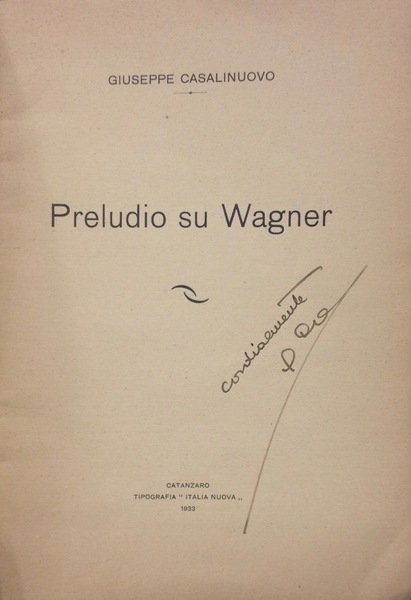 GIUSEPPE CASALINUOVO
Preludio su Wagner
cordialmente
CATANZARO
TIPOGRAFIA " ITALIA NUOVA „
1933